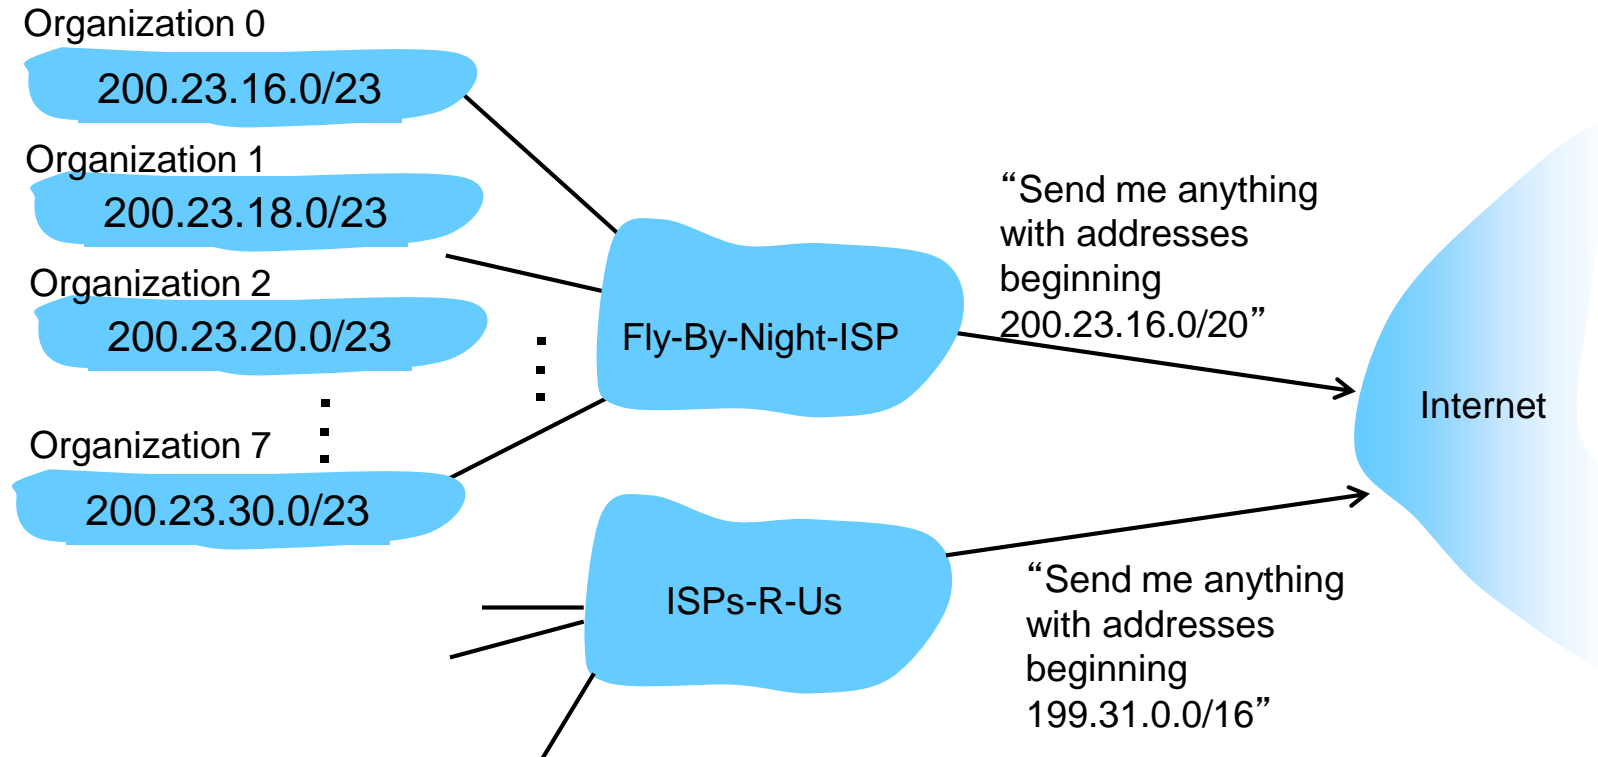 Organization 0
200.23.16.0/23
Organization 1
200.23.18.0/23
Organization 2
200.23.20.0/23
Organization 7
200.23.30.0/23
Fly-By-Night-ISP
“Send me anything
with addresses
beginning
200.23.16.0/20”
Internet
ISPs-R-Us
“Send me anything
with addresses
beginning
199.31.0.0/16”